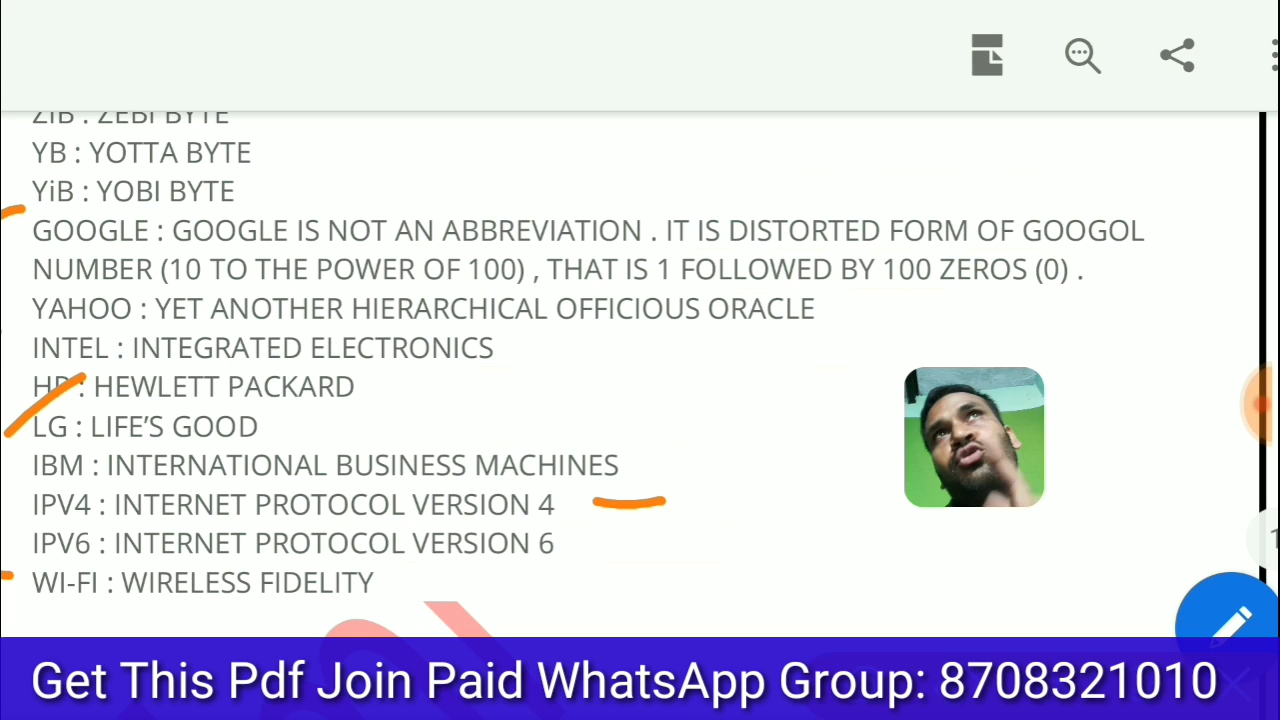 ZiB : ZEBI BYTE
YB : YOTTA BYTE
YiB : YOBI BYTE
GOOGLE : GOOGLE IS NOT AN ABBREVIATION . IT IS DISTORTED FORM OF GOOGOL
NUMBER (10 TO THE POWER OF 100) , THAT IS 1 FOLLOWED BY 100 ZEROS (0) .
YAHOO : YET ANOTHER HIERARCHICAL OFFICIOUS ORACLE
INTEL : INTEGRATED ELECTRONICS
HP : HEWLETT PACKARD
LG : LIFE’S GOOD
IBM : INTERNATIONAL BUSINESS MACHINES
IPV4 : INTERNET PROTOCOL VERSION 4
IPV6 : INTERNET PROTOCOL VERSION 6
WI-FI : WIRELESS FIDELITY
Get This Pdf Join Paid WhatsApp Group: 8708321010